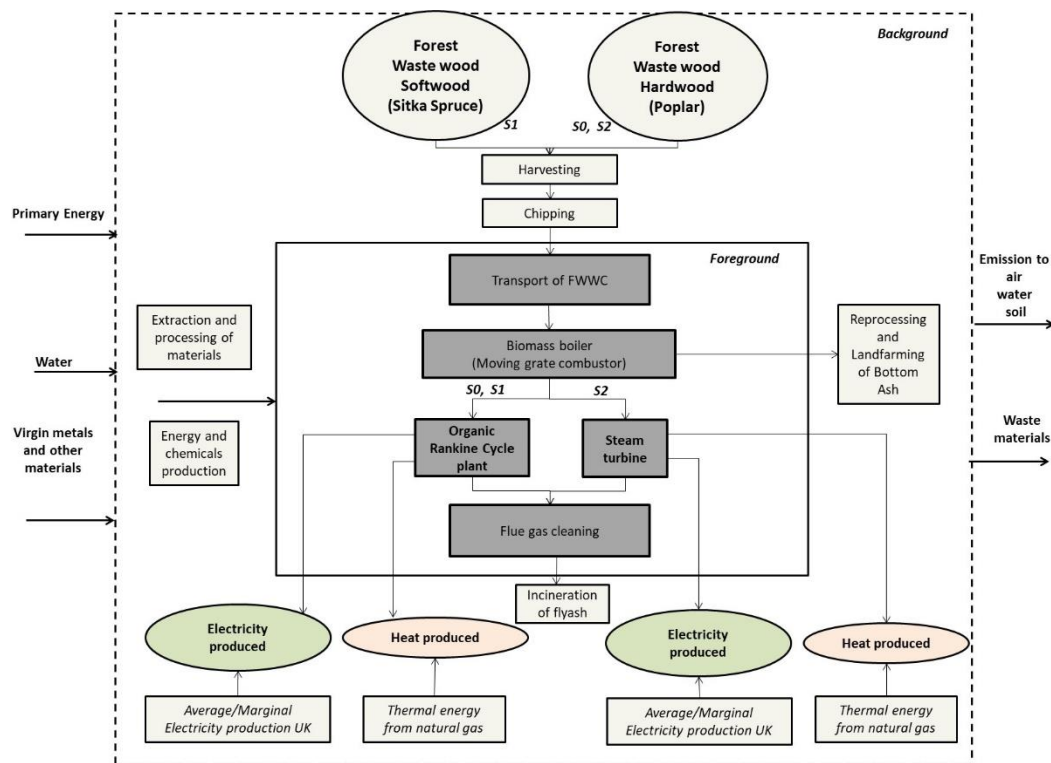 Background
Forest
Waste wood
Softwood
(Sitka Spruce)
S1
Forest
Waste wood
Hardwood
(Poplar)
S0, S2
Harvesting
Chipping
Primary Energy
Water
Virgin metals
and other
materials
Extraction and
processing of
materials
Energy and
chemicals
production
Foreground
Transport of FWWC
Biomass boiler
(Moving grate combustor)
S0, S1
S2
Organic
Rankine Cycle
plant
Steam
turbine
Flue gas cleaning
Incineration
of flyash
Reprocessing
and
Landfarming
of Bottom
Ash
Emission to
air
water
soil
Waste
materials
Electricity
produced
Heat produced
Electricity
produced
Heat produced
Average/Marginal
Electricity production UK
Thermal energy
from natural gas
Average/Marginal
Electricity production UK
Thermal energy
from natural gas